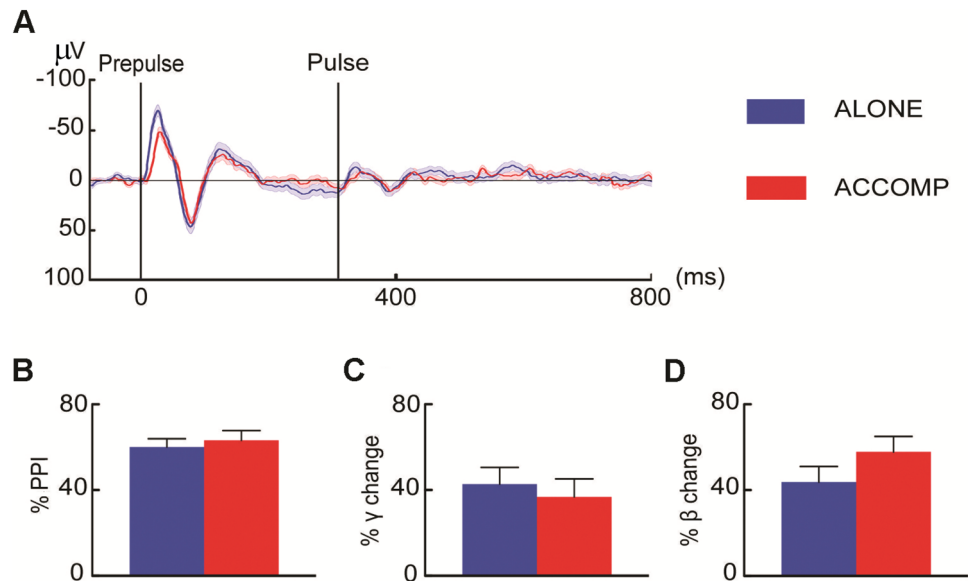 A
µV
Prepulse
Pulse
-100
-50
0
50
100
0
400
800
(ms)
ALONE
ACCOMP
B
80
40
0
% PPI
C
80
40
0
% γ change
D
80
40
0
% β change